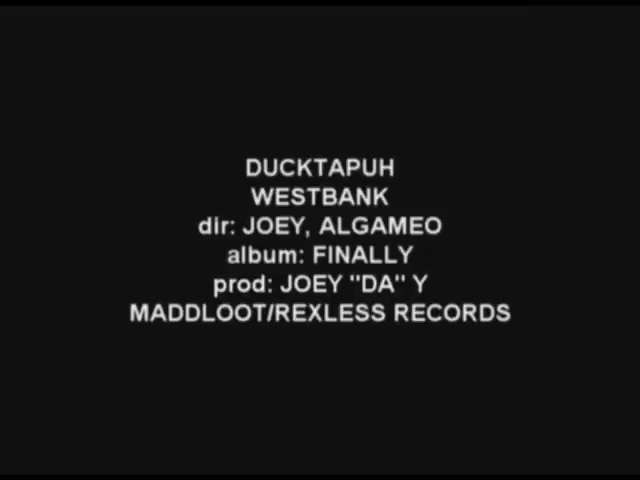 DUCKTAPUH
WESTBANK
dir: JOEY, ALGAMEO
album: FINALLY
prod: JOEY "DA" Y
MADDLOOT/REXLESS RECORDS